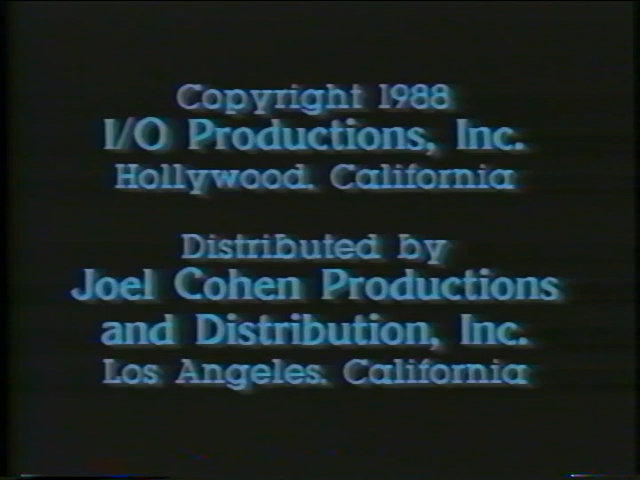 Copyright 1988
I/O Productions, Inc.
Hollywood, California
Distributed by
Joel Cohen Productions
and Distribution, Inc.
Los Angeles, California